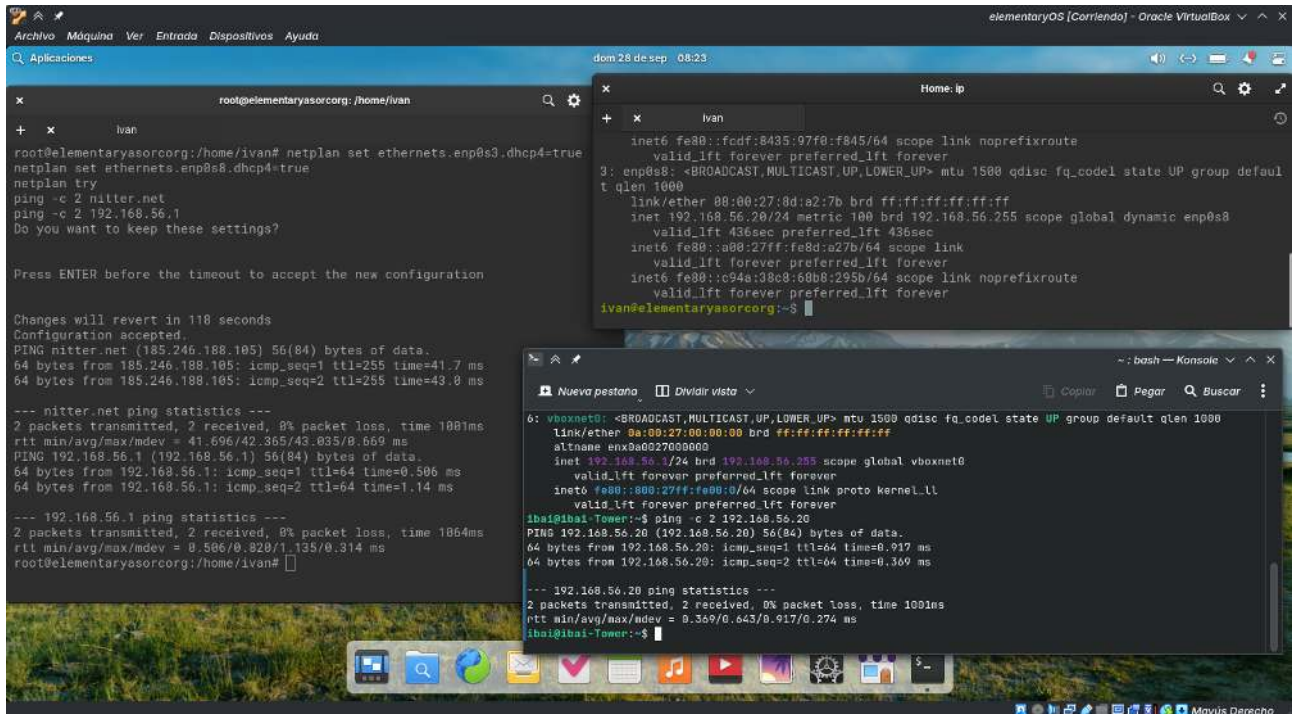 elementaryOS [Corriendo] - Oracle VirtualBox
Archivo Máquina Ver Entrada Dispositivos Ayuda
Aplicaciones
dom 28 de sep 08:23
root@elementaryasorcorg: /home/ivan
Ivan
root@elementaryasorcorg:/home/ivan# netplan set ethernets.enp0s3.dhcp4=true
netplan set ethernets.enp0s8.dhcp4=true
netplan try
ping -c 2 nitter.net
ping -c 2 192.168.56.1
Do you want to keep these settings?
Press ENTER before the timeout to accept the new configuration
Changes will revert in 118 seconds
Configuration accepted.
PING nitter.net (185.246.188.105) 56(84) bytes of data.
64 bytes from 185.246.188.105: icmp_seq=1 ttl=255 time=41.7 ms
64 bytes from 185.246.188.105: icmp_seq=2 ttl=255 time=43.0 ms
--- nitter.net ping statistics ---
2 packets transmitted, 2 received, 0% packet loss, time 1001ms
rtt min/avg/max/mdev = 41.696/42.365/43.035/0.669 ms
PING 192.168.56.1 (192.168.56.1) 56(84) bytes of data.
64 bytes from 192.168.56.1: icmp_seq=1 ttl=64 time=0.506 ms
64 bytes from 192.168.56.1: icmp_seq=2 ttl=64 time=1.14 ms
--- 192.168.56.1 ping statistics ---
2 packets transmitted, 2 received, 0% packet loss, time 1064ms
rtt min/avg/max/mdev = 0.506/0.820/1.135/0.314 ms
root@elementaryasorcorg:/home/ivan#
Home: ip
Ivan
inet6 fe80::fcdf:8435:97f0:f845/64 scope link noprefixroute
valid_lft forever preferred_lft forever
3: enp0s8: <BROADCAST,MULTICAST,UP,LOWER_UP> mtu 1500 qdisc fq_codel state UP group defaul
t qlen 1000
link/ether 08:00:27:8d:a2:7b brd ff:ff:ff:ff:ff:ff
inet 192.168.56.20/24 metric 100 brd 192.168.56.255 scope global dynamic enp0s8
valid_lft 436sec preferred_lft 436sec
inet6 fe80::a00:27ff:fe8d:a27b/64 scope link
valid_lft forever preferred_lft forever
inet6 fe80::c94a:38c8:68b8:295b/64 scope link noprefixroute
valid_lft forever preferred_lft forever
ivan@elementaryasorcorg:~$
~ : bash — Konsole
Nueva pestaña Dividir vista Copiar Pegar Buscar
6: vboxnet0: <BROADCAST,MULTICAST,UP,LOWER_UP> mtu 1500 qdisc fq_codel state UP group default qlen 1000
link/ether 0a:00:27:00:00:00 brd ff:ff:ff:ff:ff:ff
altname enx0a0027000000
inet 192.168.56.1/24 brd 192.168.56.255 scope global vboxnet0
valid_lft forever preferred_lft forever
inet6 fe80::800:27ff:fe00:0/64 scope link proto kernel_ll
valid_lft forever preferred_lft forever
ibai@ibai-Tower:~$ ping -c 2 192.168.56.20
PING 192.168.56.20 (192.168.56.20) 56(84) bytes of data.
64 bytes from 192.168.56.20: icmp_seq=1 ttl=64 time=0.917 ms
64 bytes from 192.168.56.20: icmp_seq=2 ttl=64 time=0.369 ms
--- 192.168.56.20 ping statistics ---
2 packets transmitted, 2 received, 0% packet loss, time 1001ms
rtt min/avg/max/mdev = 0.369/0.643/0.917/0.274 ms
ibai@ibai-Tower:~$
Mayús Derecho